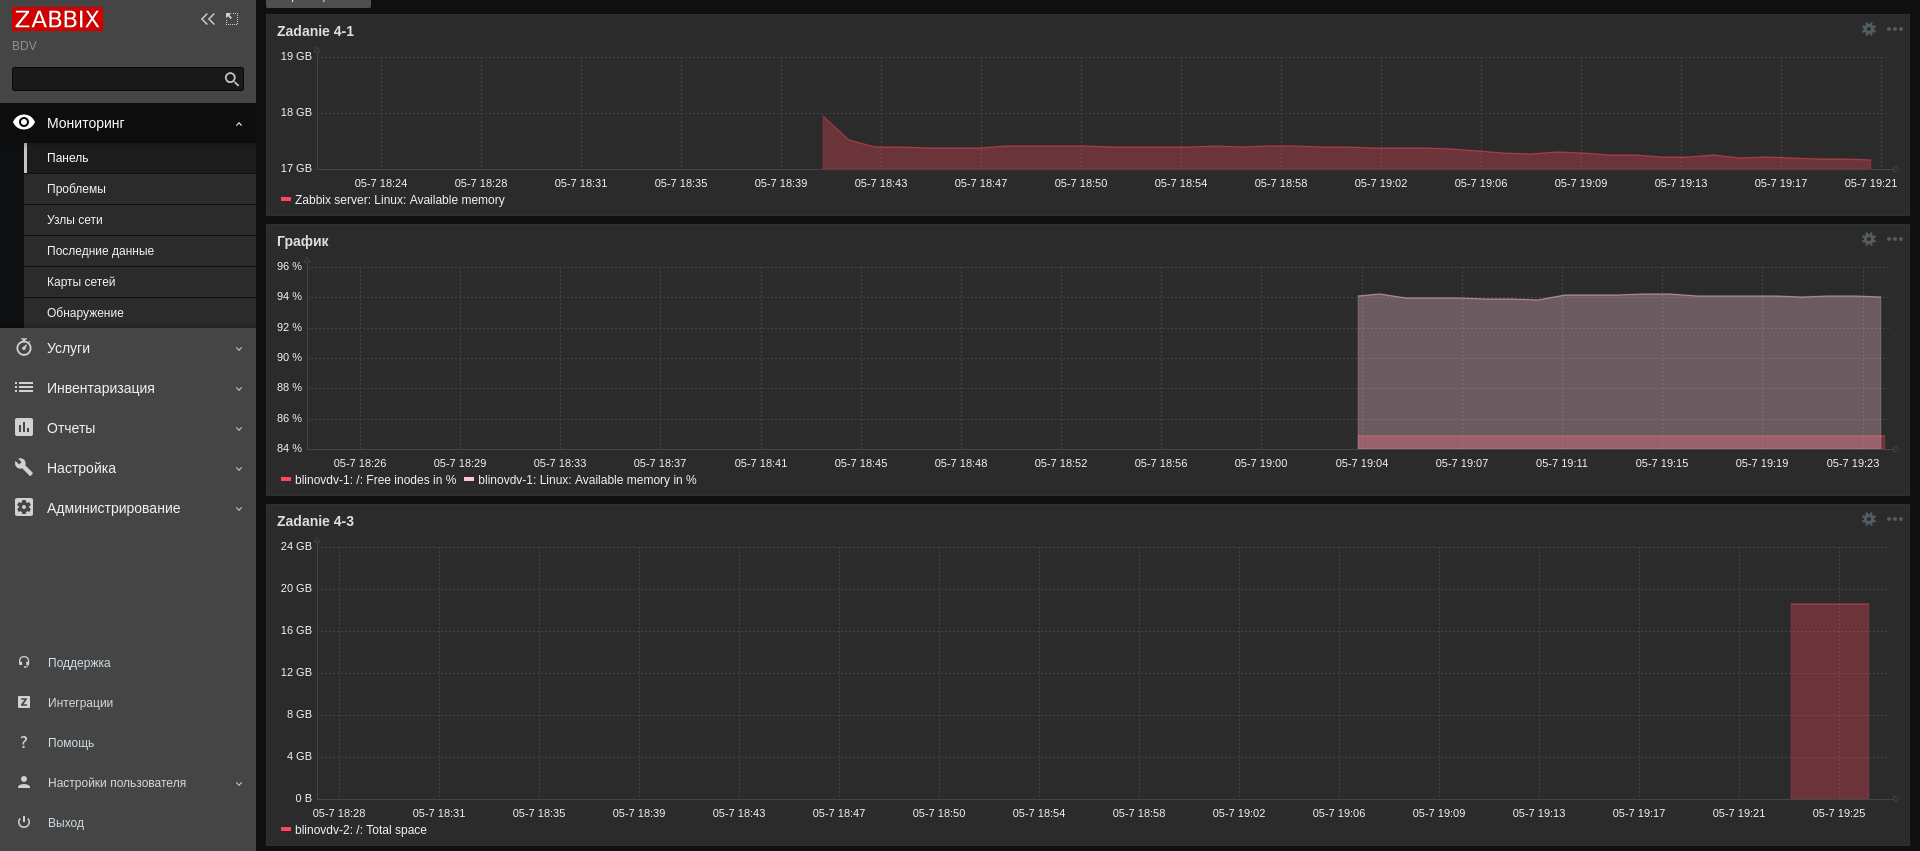 ZABBIX
BDV
Мониторинг
Панель
Проблемы
Узлы сети
Последние данные
Карты сетей
Обнаружение
Услуги
Инвентаризация
Отчеты
Настройка
Администрирование
Поддержка
Интеграции
Помощь
Настройки пользователя
Выход
Zadanie 4-1
19 GB
18 GB
17 GB
05-7 18:24 05-7 18:28 05-7 18:31 05-7 18:35 05-7 18:39 05-7 18:43 05-7 18:47 05-7 18:50 05-7 18:54 05-7 18:58 05-7 19:02 05-7 19:06 05-7 19:09 05-7 19:13 05-7 19:17 05-7 19:21
Zabbix server: Linux: Available memory
График
96 %
94 %
92 %
90 %
88 %
86 %
84 %
05-7 18:26 05-7 18:29 05-7 18:33 05-7 18:37 05-7 18:41 05-7 18:45 05-7 18:48 05-7 18:52 05-7 18:56 05-7 19:00 05-7 19:04 05-7 19:07 05-7 19:11 05-7 19:15 05-7 19:19 05-7 19:23
blinovdv-1: /: Free inodes in % blinovdv-1: Linux: Available memory in %
Zadanie 4-3
24 GB
20 GB
16 GB
12 GB
8 GB
4 GB
0 B
05-7 18:28 05-7 18:31 05-7 18:35 05-7 18:39 05-7 18:43 05-7 18:47 05-7 18:50 05-7 18:54 05-7 18:58 05-7 19:02 05-7 19:06 05-7 19:09 05-7 19:13 05-7 19:17 05-7 19:21 05-7 19:25
blinovdv-2: /: Total space